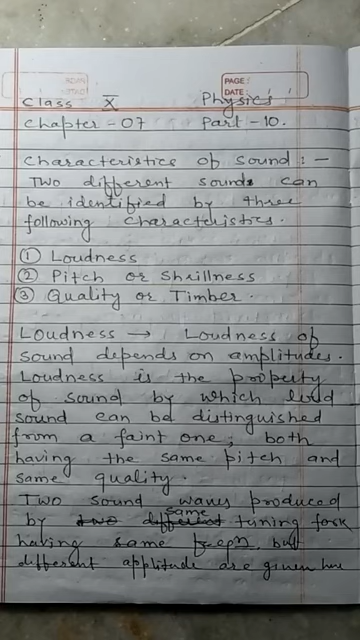 PAGE:
DATE:
Class X Physics
Chapter - 07 Part - 10.
Characteristics of Sound : -
Two different sounds can
be identified by three
following characteristics.
① Loudness
② Pitch or Shrillness
③ Quality or Timber.
Loudness → Loudness of
sound depends on amplitudes.
Loudness is the property
of sound by which loud
sound can be distinguished
from a faint one, both
having the same pitch and
same quality.
Two sound waves produced
same
by two different tuning fork
having same but
different applitude are given